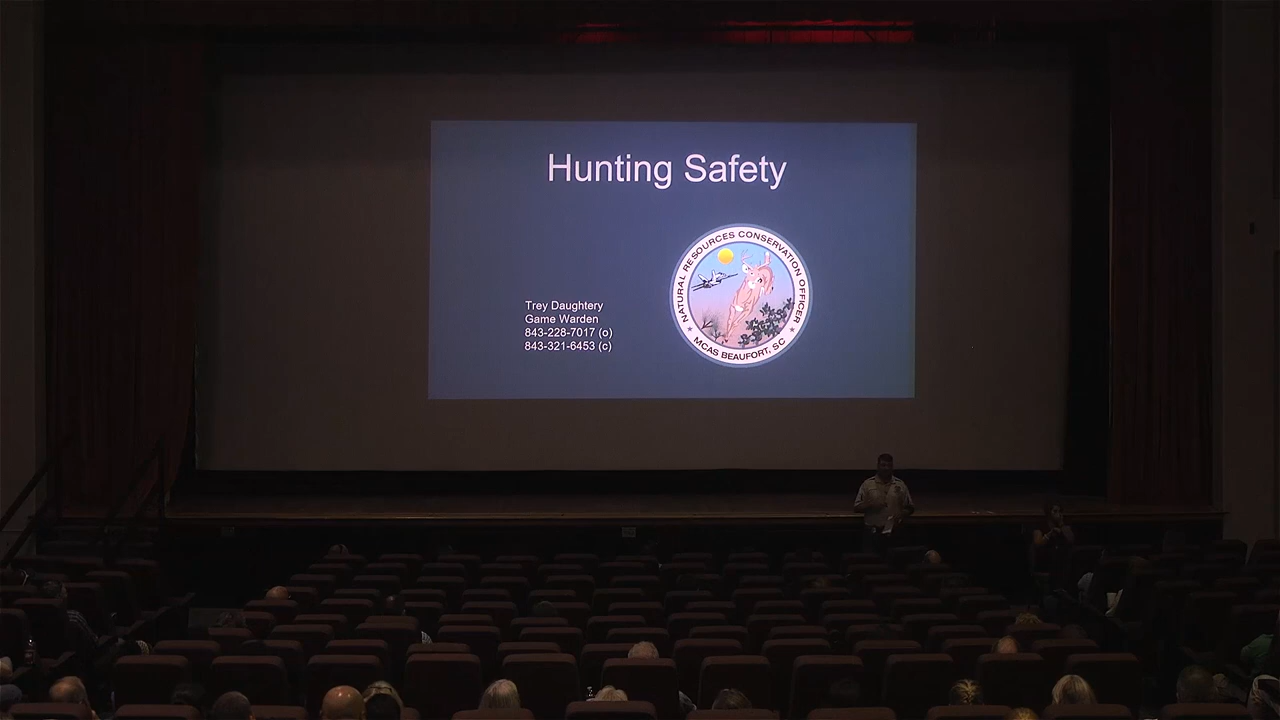 Hunting Safety
NATURAL RESOURCES CONSERVATION OFFICER
★ MCAS BEAUFORT, SC ★
Trey Daughtery
Game Warden
843-228-7017 (o)
843-321-6453 (c)